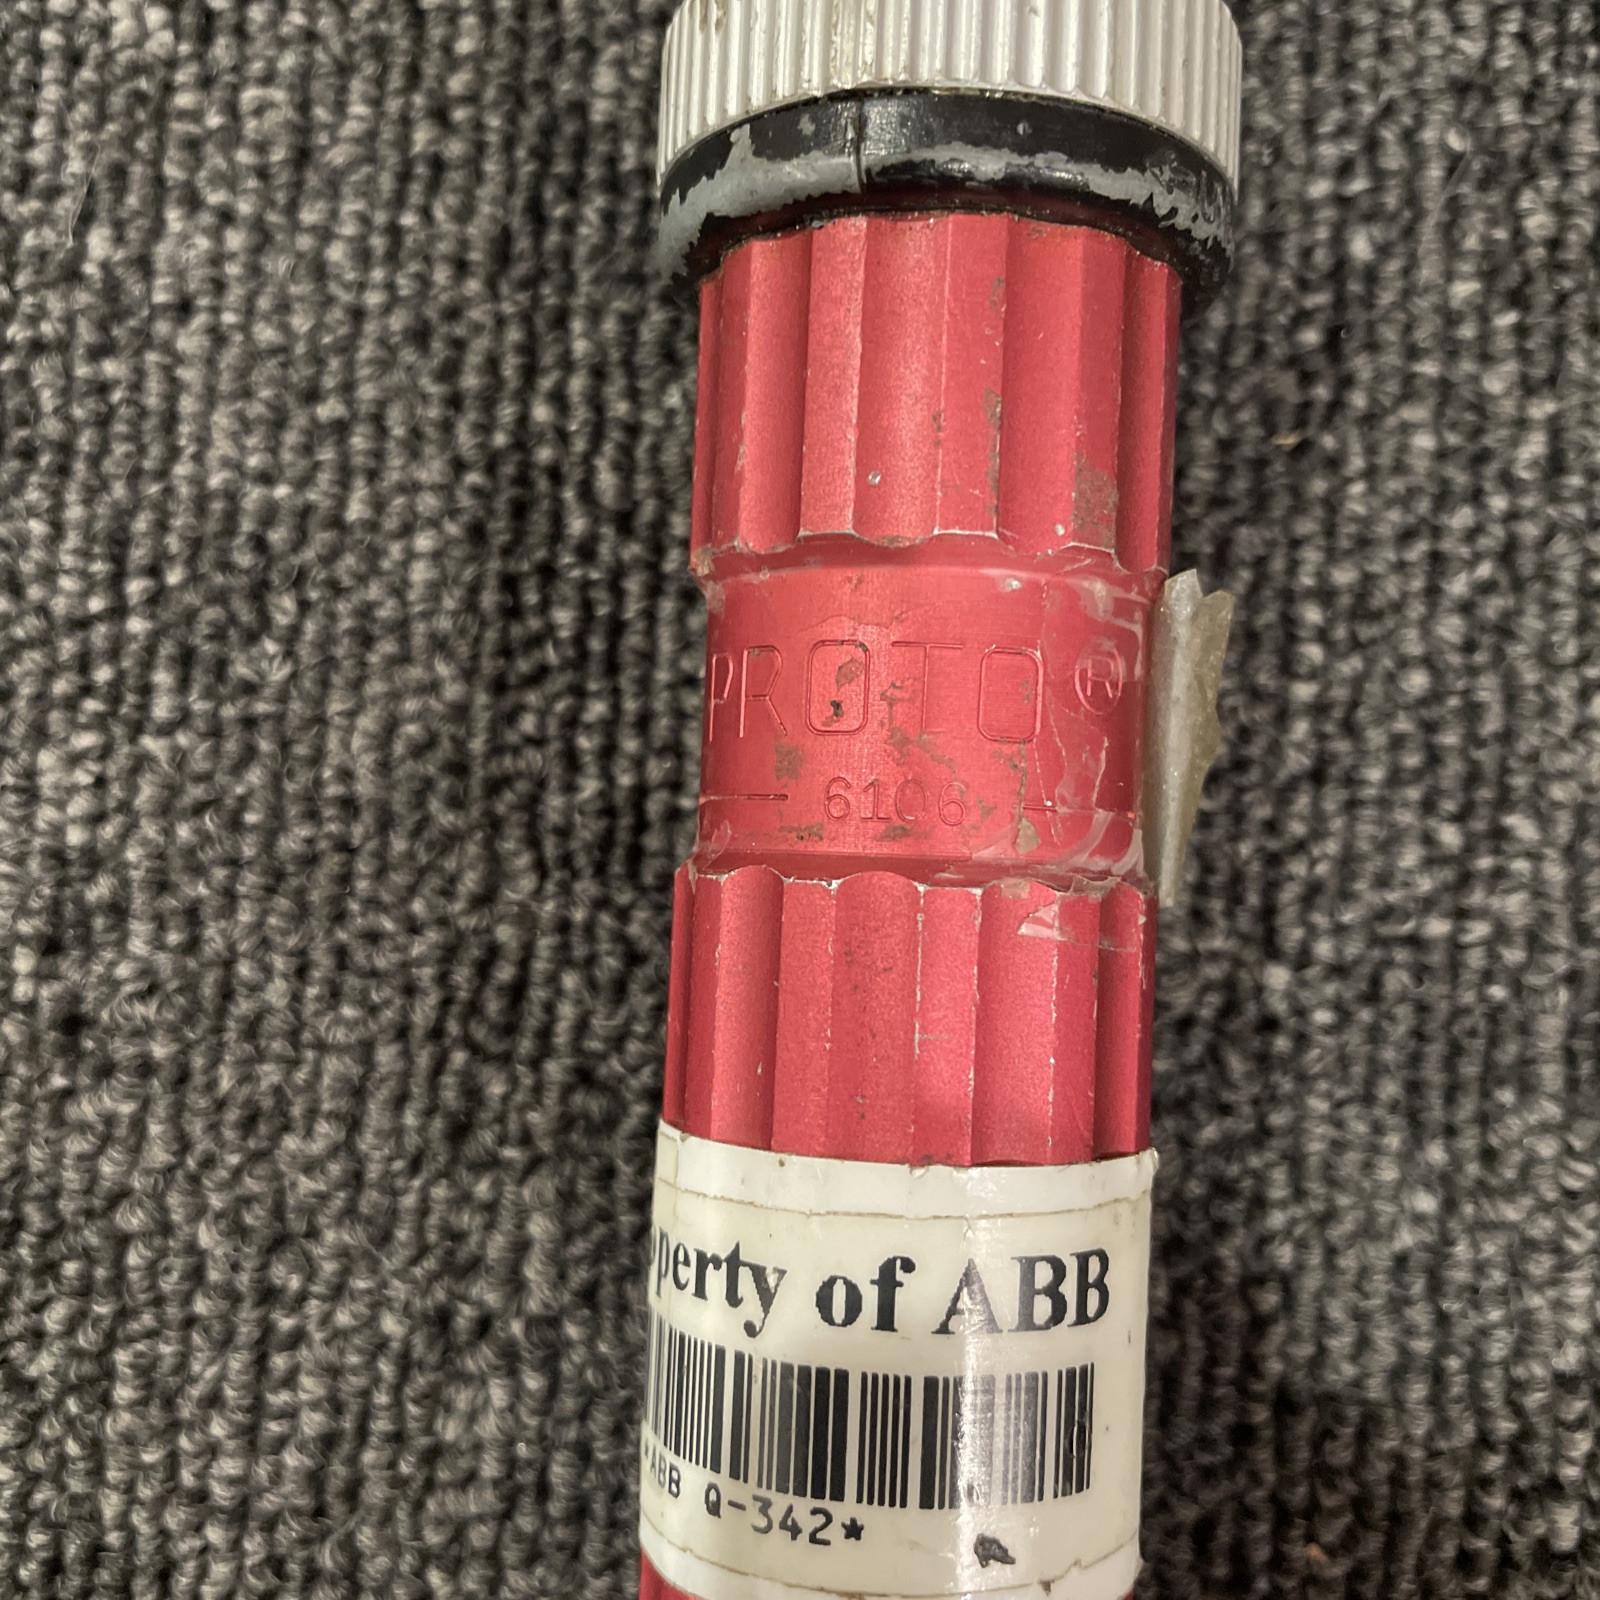 PROTO®
6106
perty of ABB
*ABB Q-342*